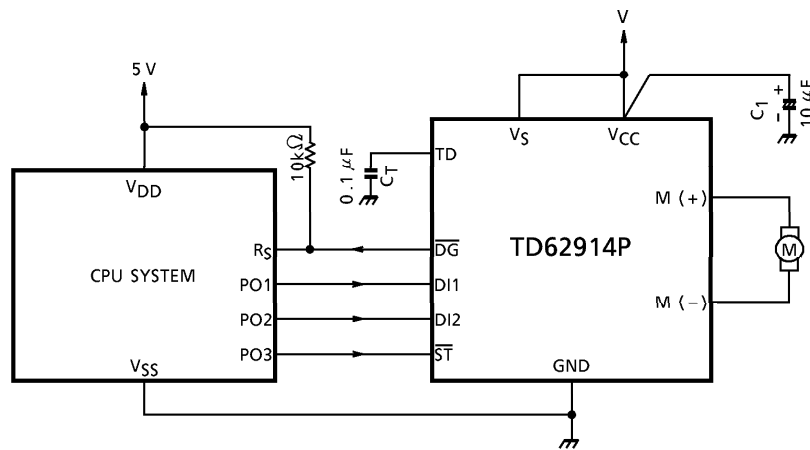 V
5 V
C1
+
-
10 μF
VS
VCC
VDD
10kΩ
0.1 μF
CT
TD
M (+)
RS
DG
TD62914P
M
CPU SYSTEM
PO1
DI1
PO2
DI2
M (−)
PO3
ST
VSS
GND